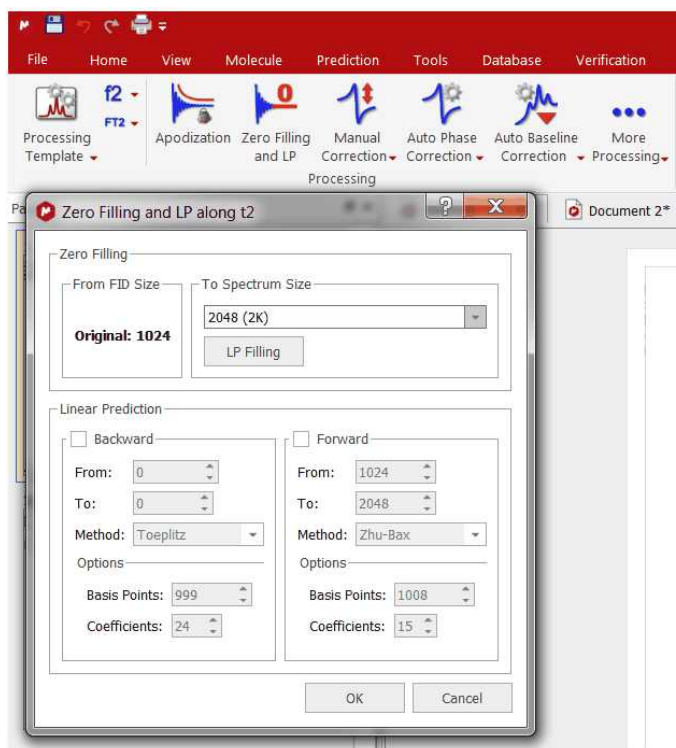 File Home View Molecule Prediction Tools Database Verification
f2
FT2
Processing Template
Apodization
Zero Filling and LP
Manual Correction
Auto Phase Correction
Auto Baseline Correction
More Processing
Processing
Pa
Zero Filling and LP along t2
?
X
Document 2*
Zero Filling
From FID Size
To Spectrum Size
Original: 1024
2048 (2K)
LP Filling
Linear Prediction
Backward
From: 0
To: 0
Method: Toeplitz
Options
Basis Points: 999
Coefficients: 24
Forward
From: 1024
To: 2048
Method: Zhu-Bax
Options
Basis Points: 1008
Coefficients: 15
OK
Cancel